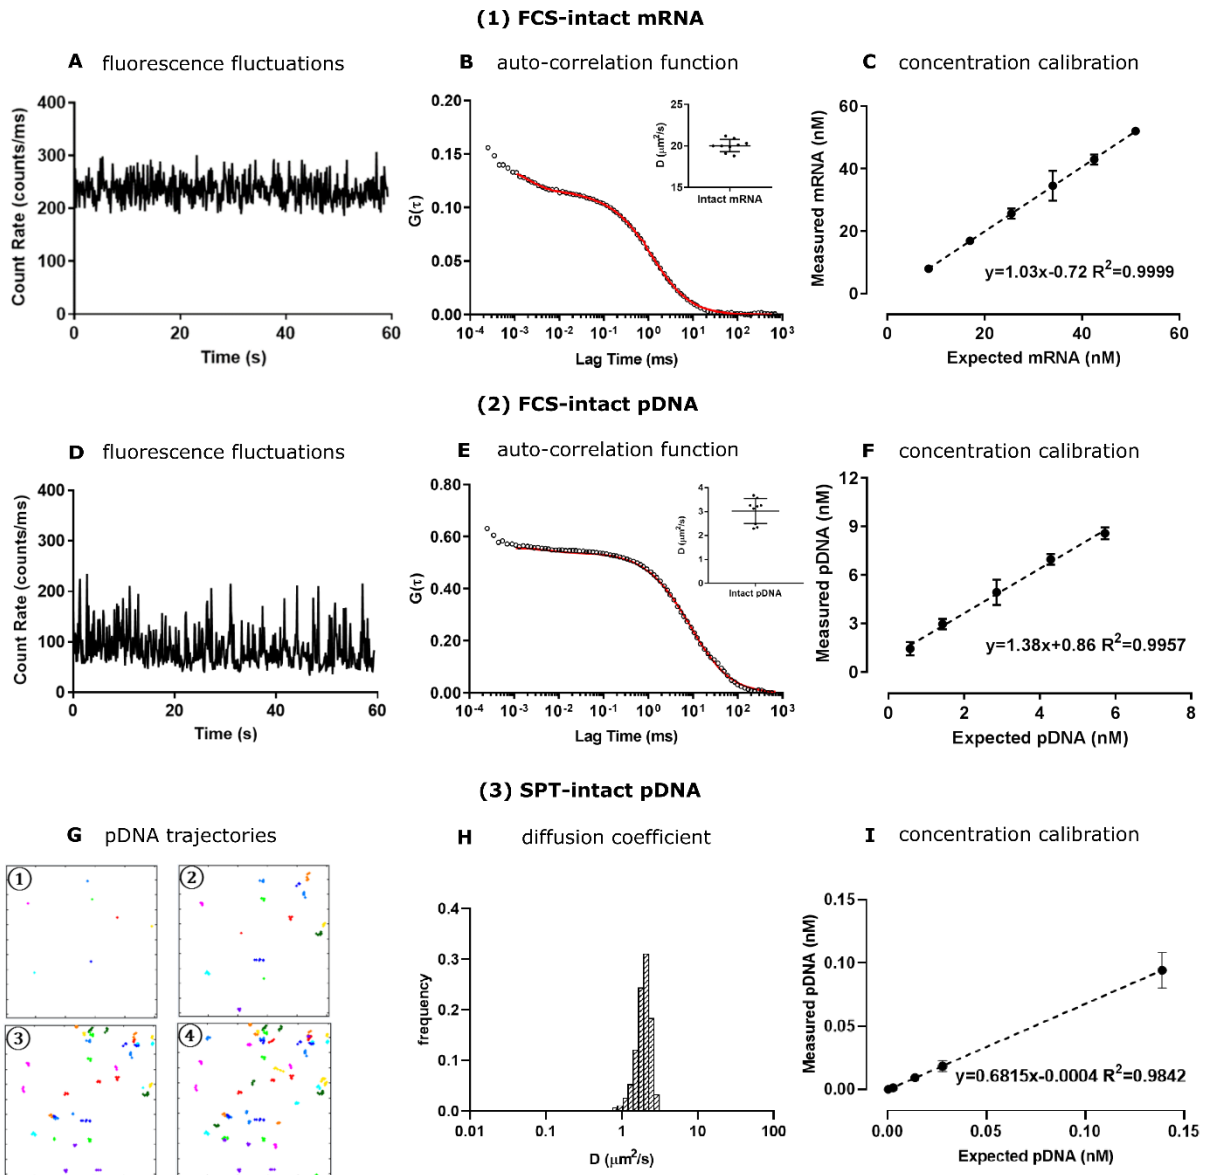 (1) FCS-intact mRNA
A fluorescence fluctuations
B auto-correlation function
C concentration calibration
Count Rate (counts/ms)
400
300
200
100
0
0 20 40 60
Time (s)
G(τ)
0.20
0.15
0.10
0.05
0.00
10-4 10-3 10-2 10-1 100 101 102 103
Lag Time (ms)
D (μm2/s)
25
20
15
Intact mRNA
Measured mRNA (nM)
60
40
20
0
y=1.03x-0.72 R2=0.9999
0 20 40 60
Expected mRNA (nM)
(2) FCS-intact pDNA
D fluorescence fluctuations
E auto-correlation function
F concentration calibration
Count Rate (counts/ms)
400
300
200
100
0
0 20 40 60
Time (s)
G(τ)
0.80
0.60
0.40
0.20
0.00
10-4 10-3 10-2 10-1 100 101 102 103
Lag Time (ms)
D (μm2/s)
4
3
2
1
0
Intact pDNA
Measured pDNA (nM)
12
9
6
3
0
y=1.38x+0.86 R2=0.9957
0 2 4 6 8
Expected pDNA (nM)
(3) SPT-intact pDNA
G pDNA trajectories
H diffusion coefficient
I concentration calibration
1
2
3
4
frequency
0.4
0.3
0.2
0.1
0.0
0.01 0.1 1 10 100
D (μm2/s)
Measured pDNA (nM)
0.15
0.10
0.05
0.00
y=0.6815x-0.0004 R2=0.9842
0.00 0.05 0.10 0.15
Expected pDNA (nM)